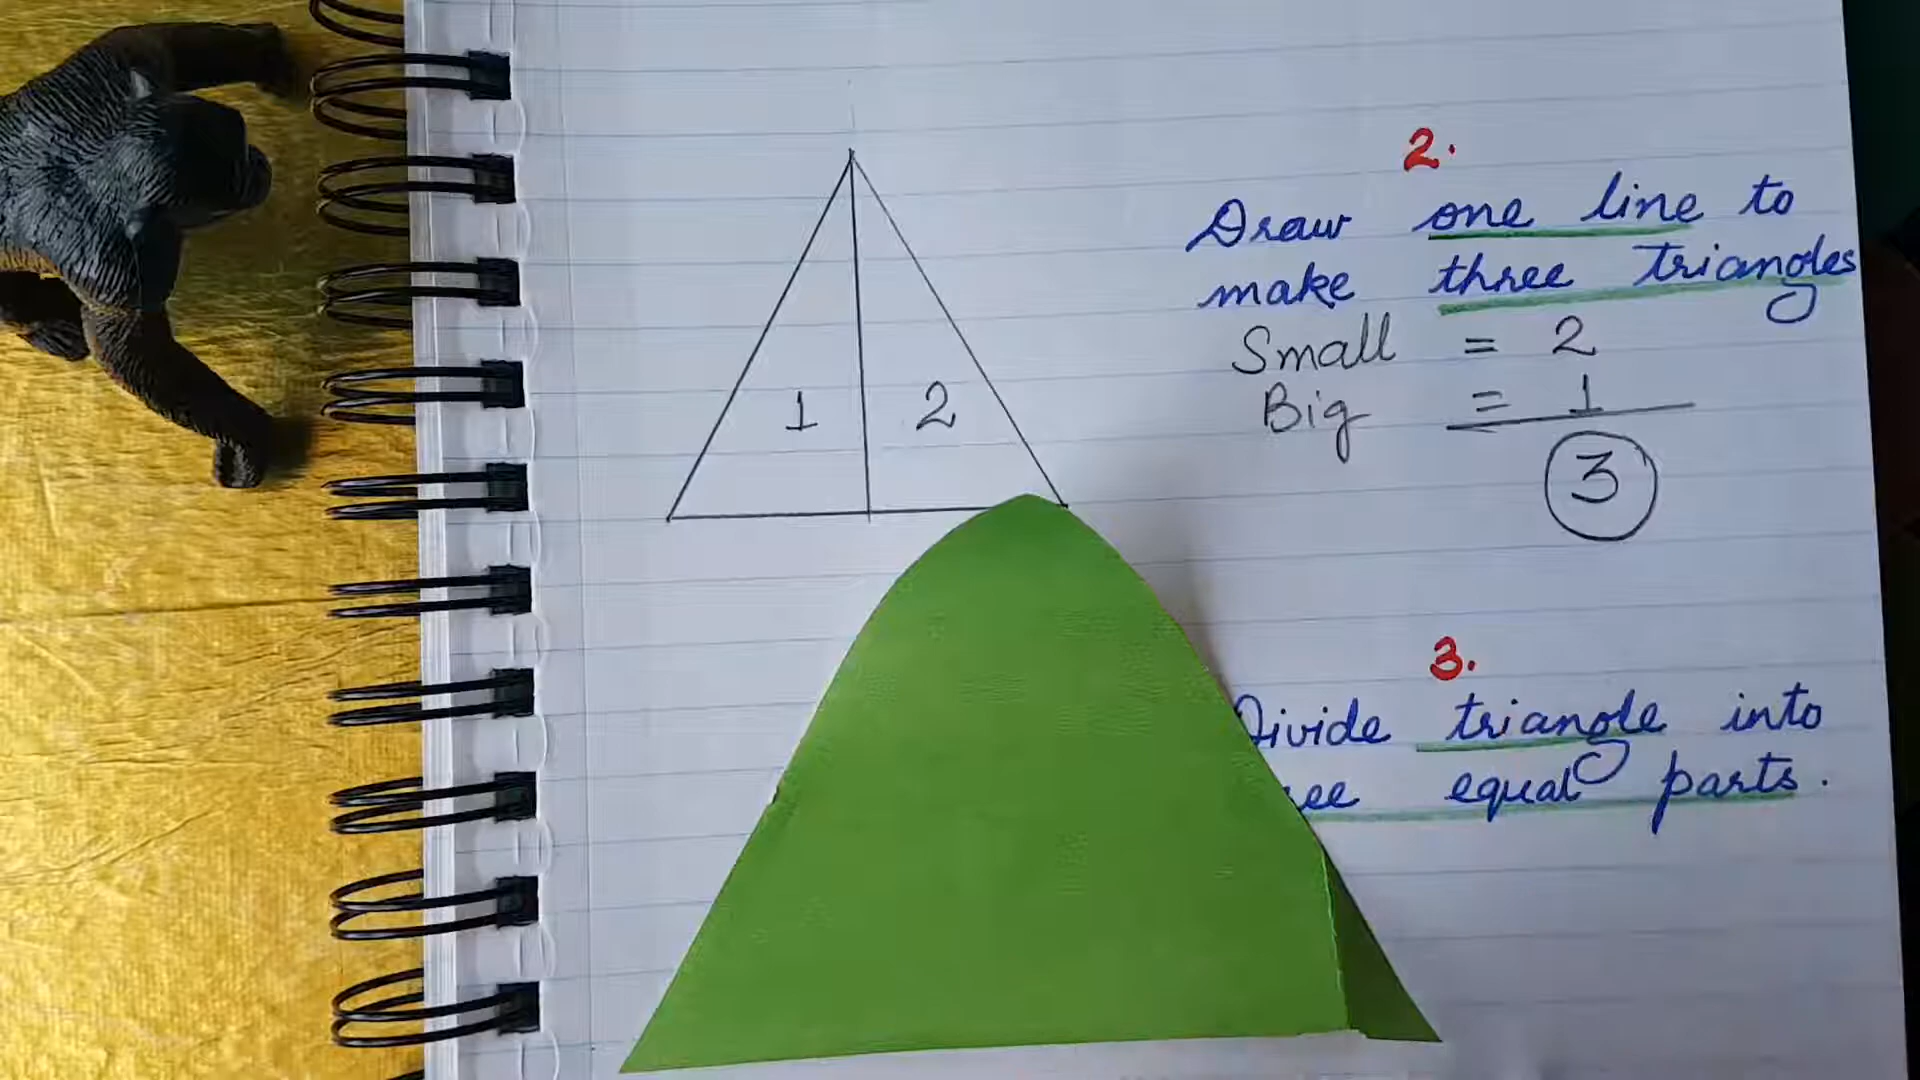 2.
Draw one line to
make three triangles
Small = 2
Big = 1
3
1 2
3.
Divide triangle into
equal parts.